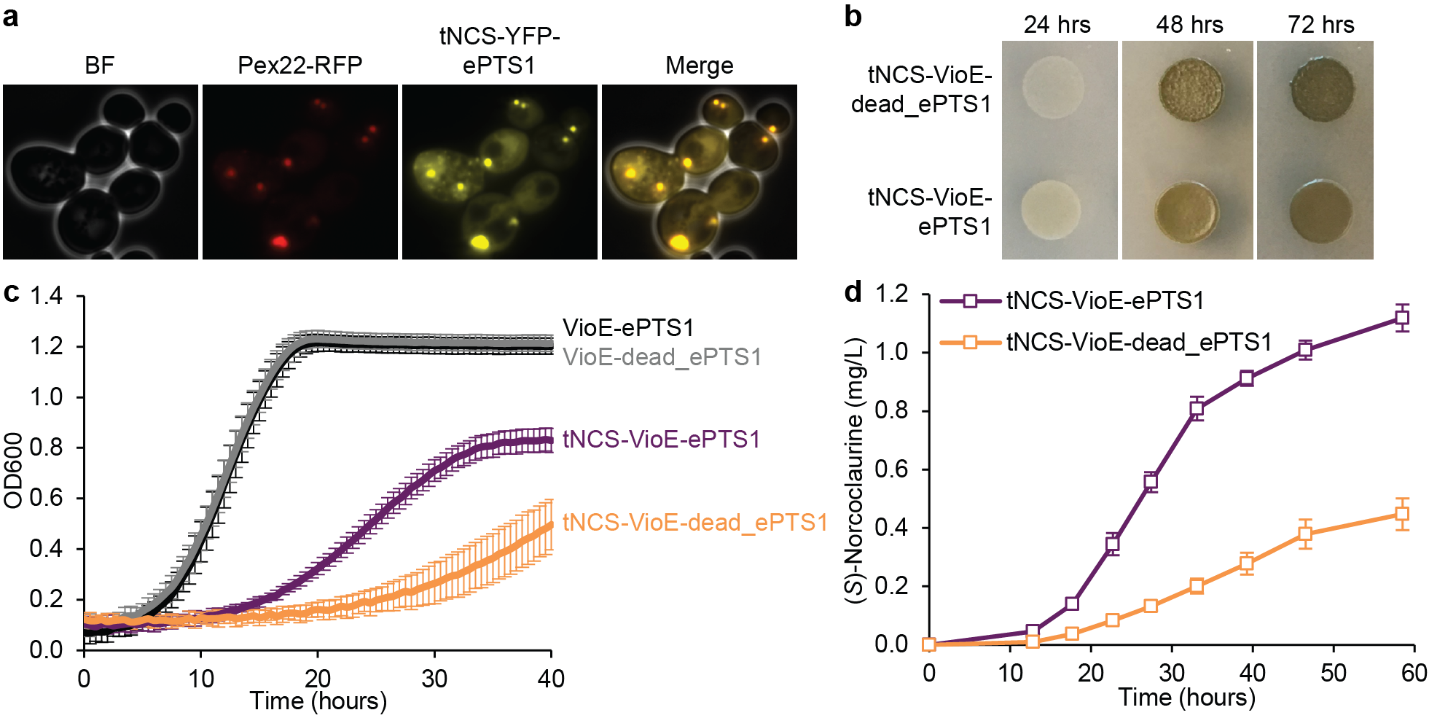 a
BF
Pex22-RFP
tNCS-YFP-
ePTS1
Merge
b
24 hrs
48 hrs
72 hrs
tNCS-VioE-
dead_ePTS1
tNCS-VioE-
ePTS1
c
1.4
1.2
1.0
0.8
0.6
0.4
0.2
0.0
OD600
0
10
20
30
40
Time (hours)
VioE-ePTS1
VioE-dead_ePTS1
tNCS-VioE-ePTS1
tNCS-VioE-dead_ePTS1
d
1.2
1.0
0.8
0.6
0.4
0.2
0.0
(S)-Norcoclaurine (mg/L)
0
10
20
30
40
50
60
Time (hours)
tNCS-VioE-ePTS1
tNCS-VioE-dead_ePTS1